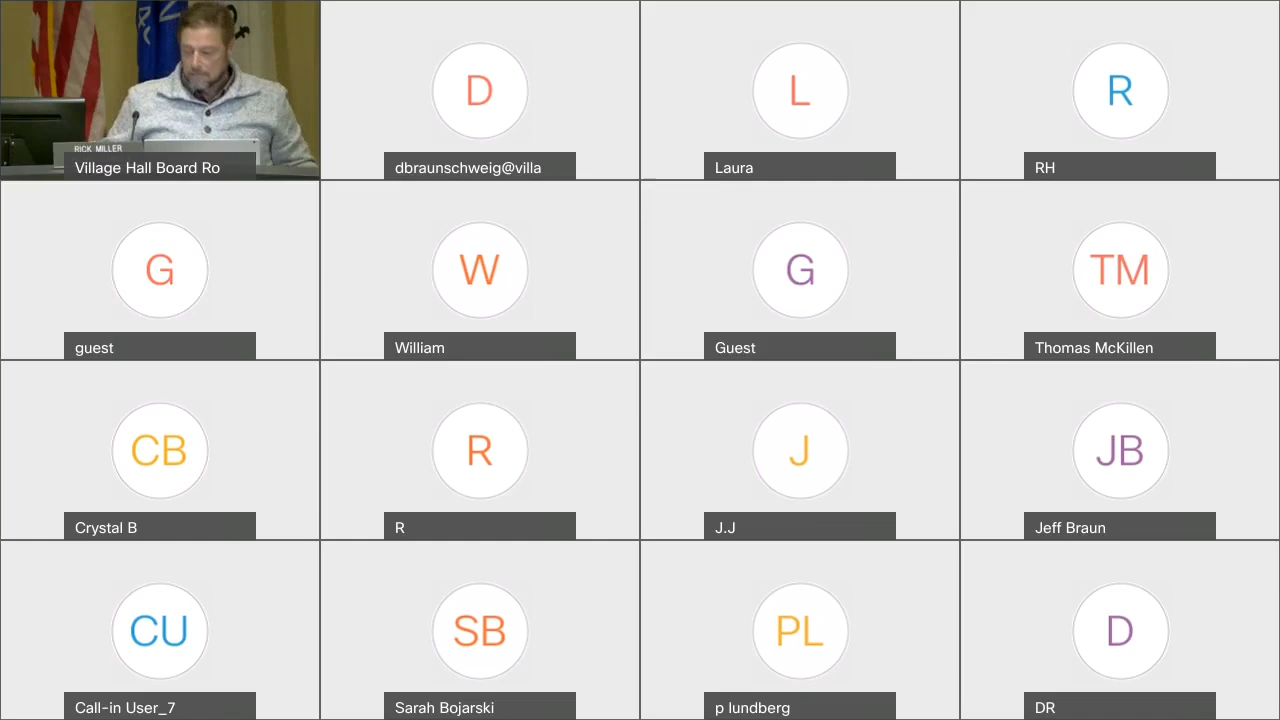 RICK MILLER
Village Hall Board Ro
D
dbraunschweig@villa
L
Laura
R
RH
G
guest
W
William
G
Guest
TM
Thomas McKillen
CB
Crystal B
R
R
J
J.J
JB
Jeff Braun
CU
Call-in User_7
SB
Sarah Bojarski
PL
p lundberg
D
DR